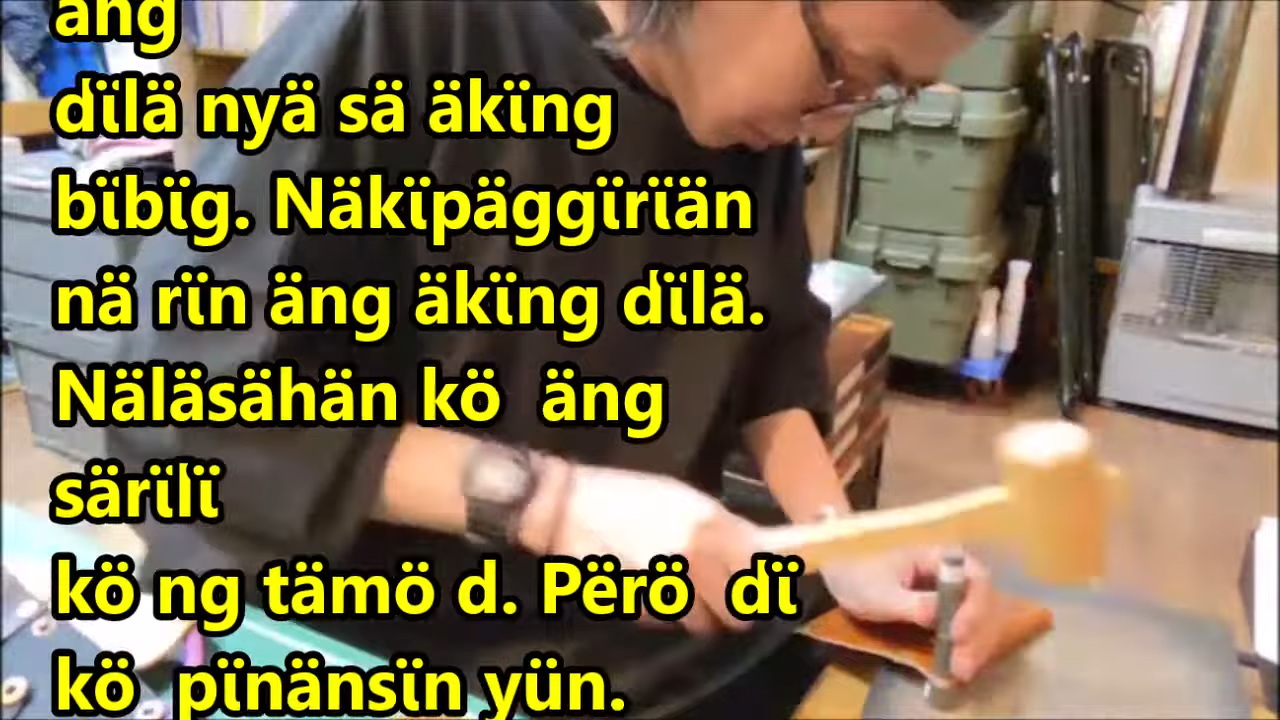 äng
dïlä nyä sä äkïng
bïbïg. Näkïpäggïrïän
nä rïn äng äkïng dïlä.
Näläsähän kö äng
särïlï
kö ng tämö d. Përö dï
kö pïnänsïn yün.